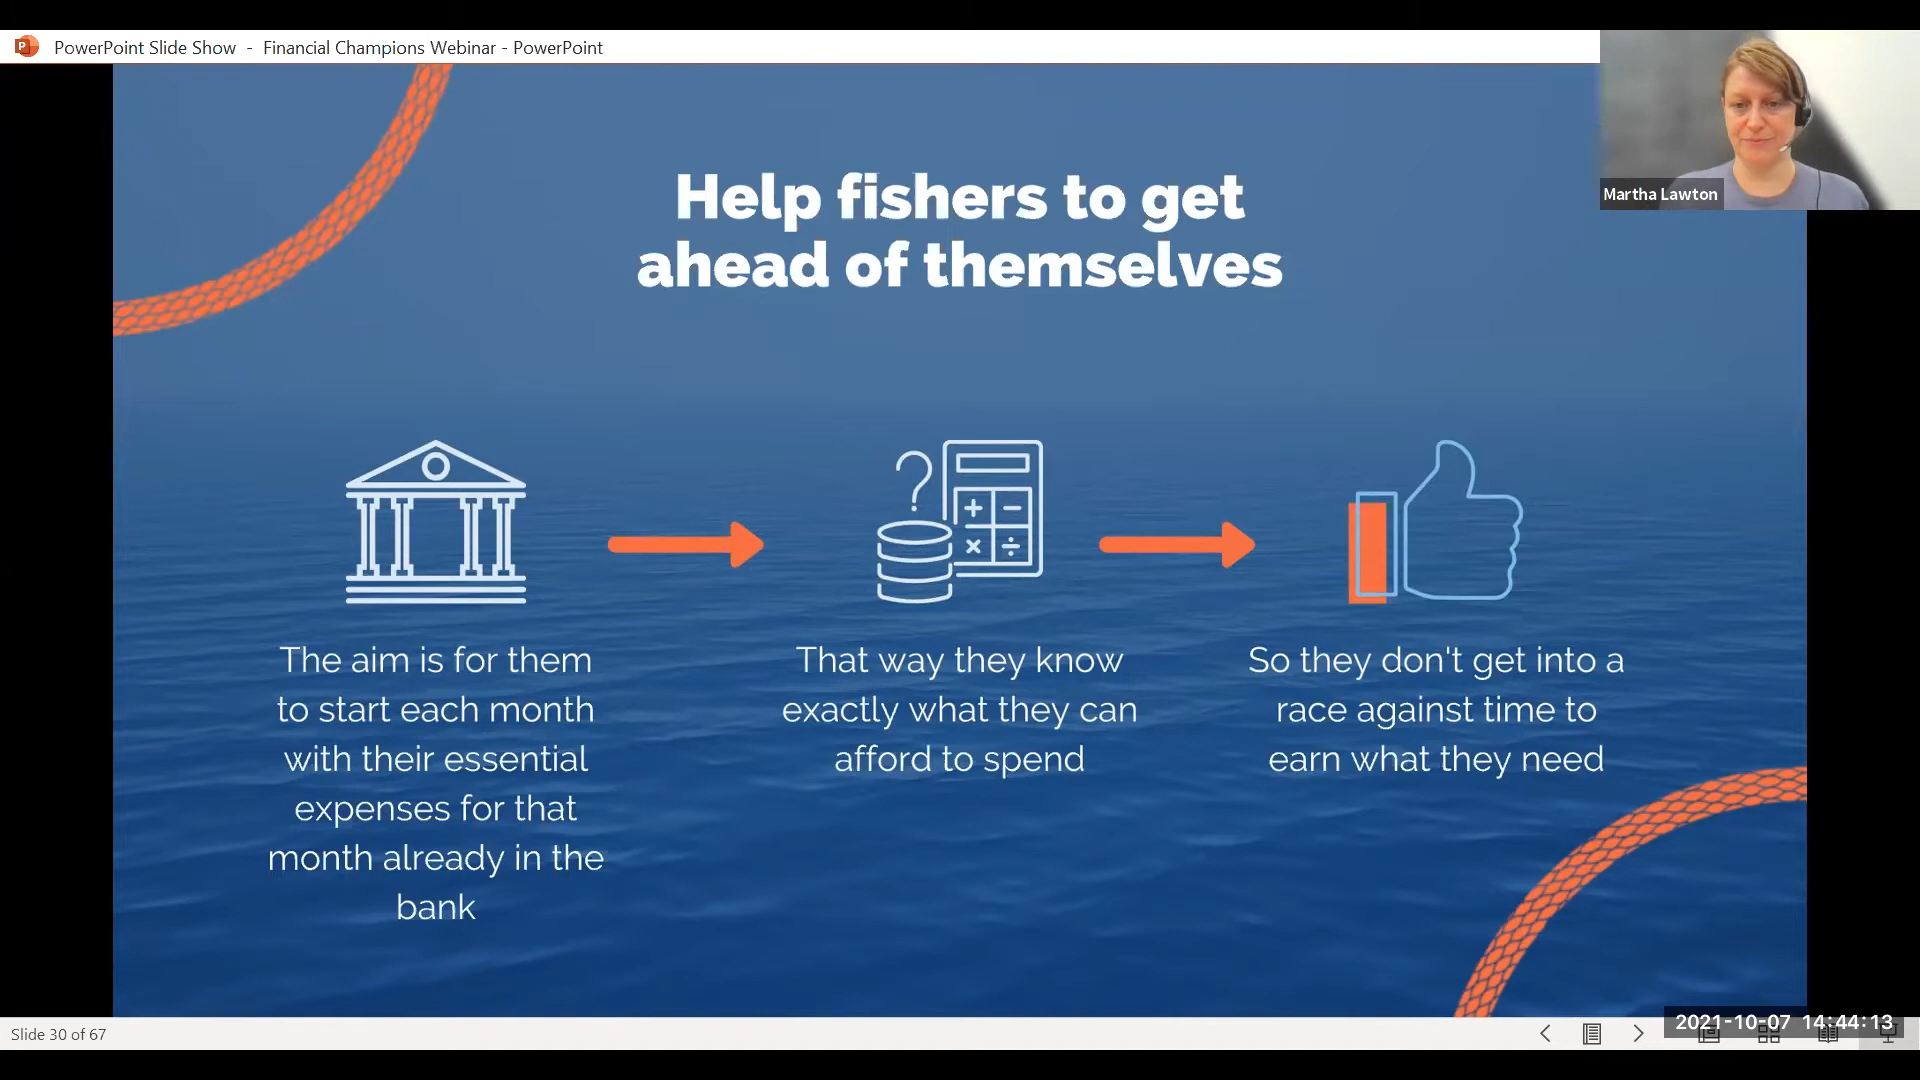 PowerPoint Slide Show - Financial Champions Webinar - PowerPoint
Martha Lawton
Help fishers to get
ahead of themselves
The aim is for them
to start each month
with their essential
expenses for that
month already in the
bank
That way they know
exactly what they can
afford to spend
So they don't get into a
race against time to
earn what they need
Slide 30 of 67
2021-10-07 14:44:13